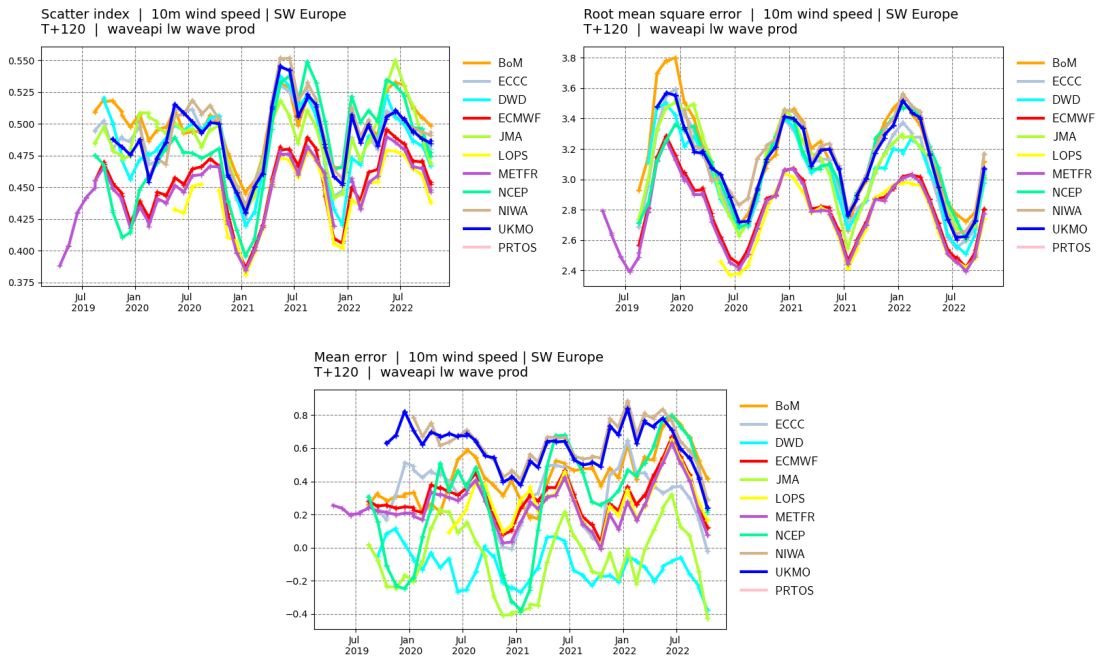 Scatter index | 10m wind speed | SW Europe
T+120 | waveapi lw wave prod
0.550
0.525
0.500
0.475
0.450
0.425
0.400
0.375
Jul 2019
Jan 2020
Jul 2020
Jan 2021
Jul 2021
Jan 2022
Jul 2022
BoM
ECCC
DWD
ECMWF
JMA
LOPS
METFR
NCEP
NIWA
UKMO
PRTOS
Root mean square error | 10m wind speed | SW Europe
T+120 | waveapi lw wave prod
3.8
3.6
3.4
3.2
3.0
2.8
2.6
2.4
Jul 2019
Jan 2020
Jul 2020
Jan 2021
Jul 2021
Jan 2022
Jul 2022
BoM
ECCC
DWD
ECMWF
JMA
LOPS
METFR
NCEP
NIWA
UKMO
PRTOS
Mean error | 10m wind speed | SW Europe
T+120 | waveapi lw wave prod
0.8
0.6
0.4
0.2
0.0
−0.2
−0.4
Jul 2019
Jan 2020
Jul 2020
Jan 2021
Jul 2021
Jan 2022
Jul 2022
BoM
ECCC
DWD
ECMWF
JMA
LOPS
METFR
NCEP
NIWA
UKMO
PRTOS